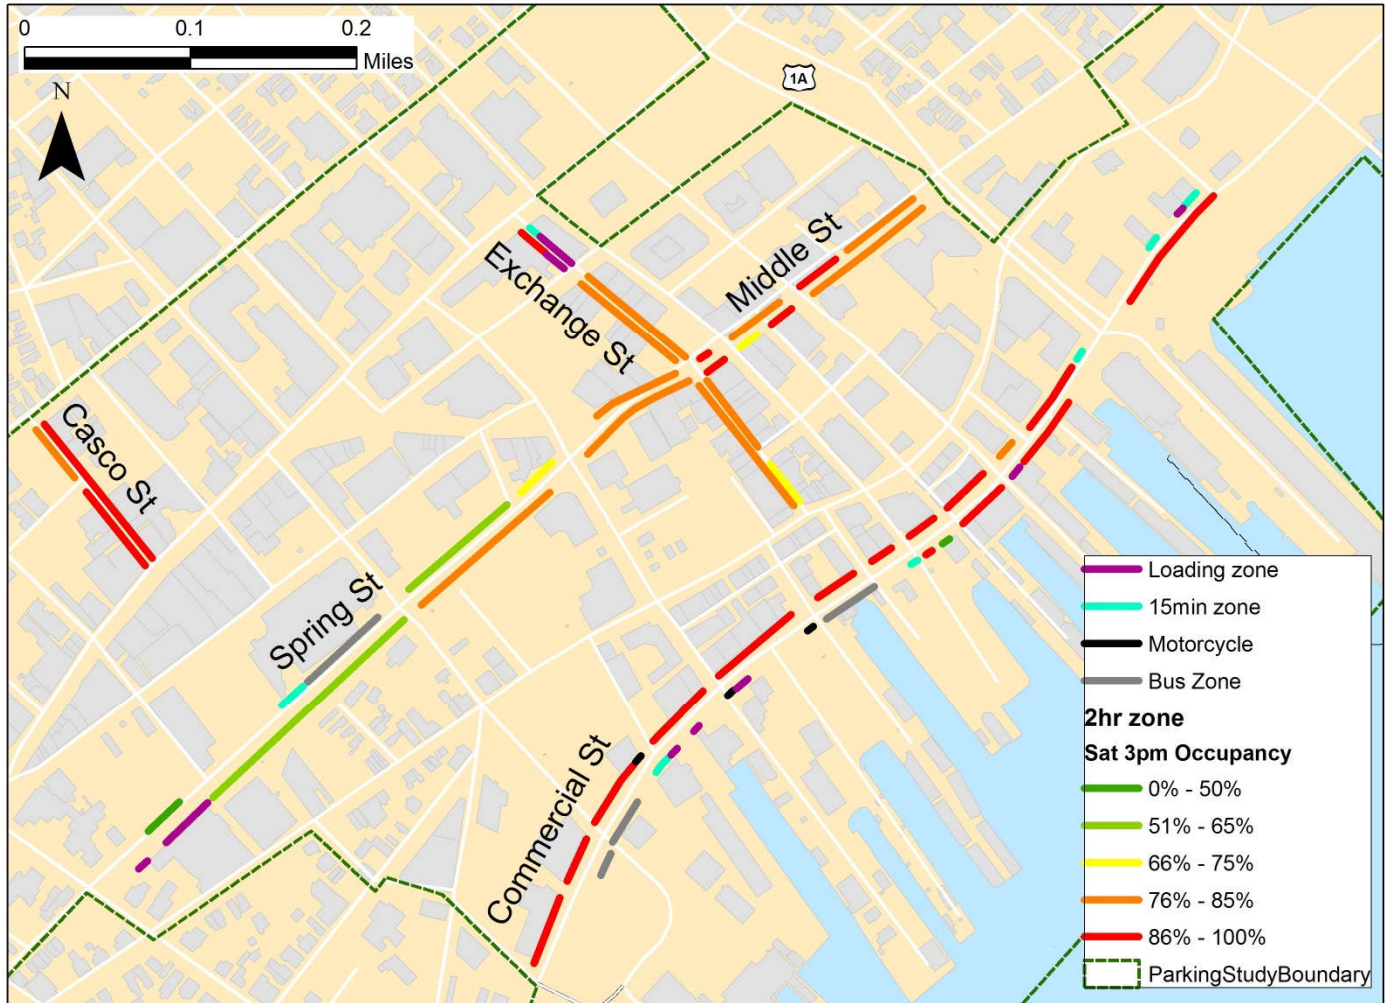 0 0.1 0.2
Miles
N
1A
Middle St
Exchange St
Casco St
Spring St
Commercial St
Loading zone
15min zone
Motorcycle
Bus Zone
2hr zone
Sat 3pm Occupancy
0% - 50%
51% - 65%
66% - 75%
76% - 85%
86% - 100%
ParkingStudyBoundary